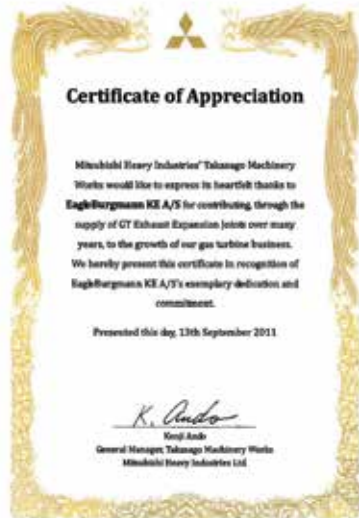 Certificate of Appreciation
Mitsubishi Heavy Industries' Takasago Machinery
Works would like to express its heartfelt thanks to
EagleBurgmann KE A/S for contributing, through the
supply of GT Exhaust Expansion Joints over many
years, to the growth of our gas turbine business.
We hereby present this certificate in recognition of
EagleBurgmann KE A/S's exemplary dedication and
commitment.
Presented this day, 13th September 2011
K. Ando
Kenji Ando
General Manager, Takasago Machinery Works
Mitsubishi Heavy Industries Ltd